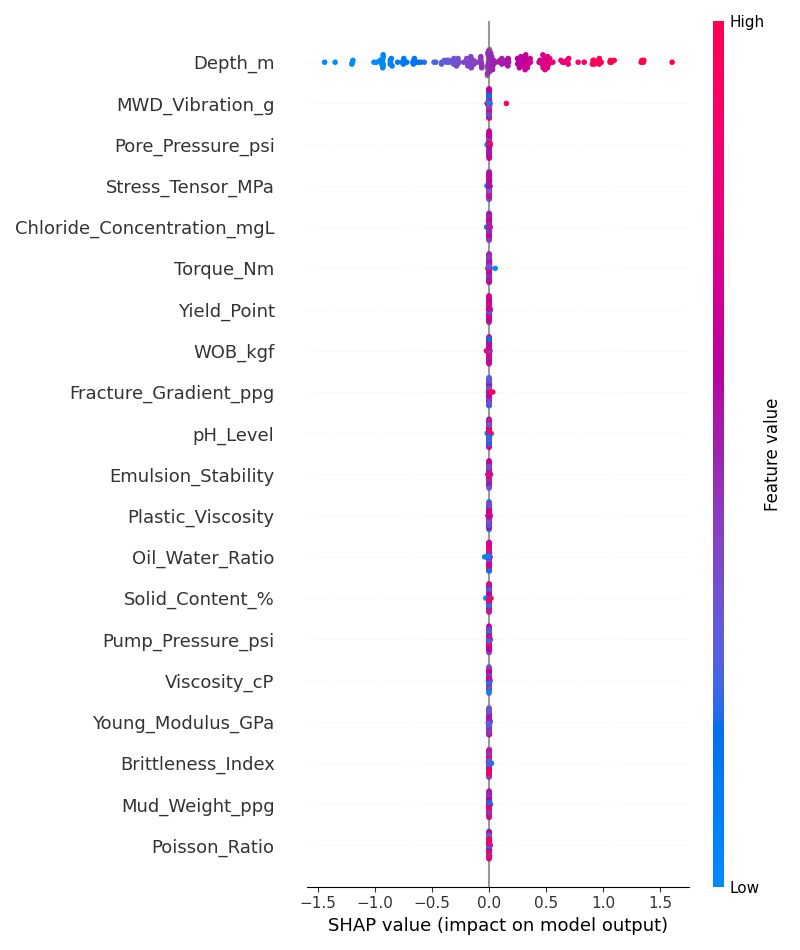 High
Depth_m
MWD_Vibration_g
Pore_Pressure_psi
Stress_Tensor_MPa
Chloride_Concentration_mgL
Torque_Nm
Yield_Point
WOB_kgf
Fracture_Gradient_ppg
pH_Level
Emulsion_Stability
Plastic_Viscosity
Oil_Water_Ratio
Solid_Content_%
Pump_Pressure_psi
Viscosity_cP
Young_Modulus_GPa
Brittleness_Index
Mud_Weight_ppg
Poisson_Ratio
Feature value
Low
−1.5 −1.0 −0.5 0.0 0.5 1.0 1.5
SHAP value (impact on model output)